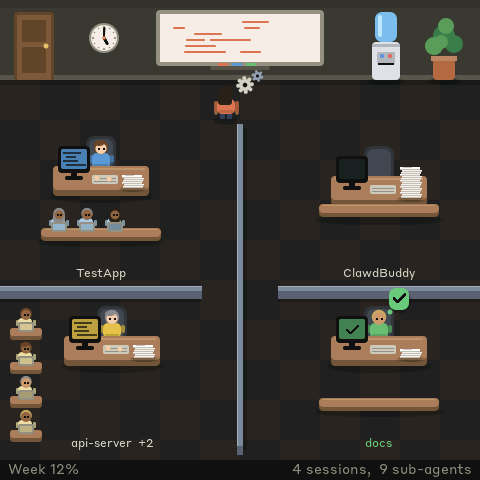 TestApp
ClawdBuddy
api-server +2
docs
Week 12%
4 sessions, 9 sub-agents